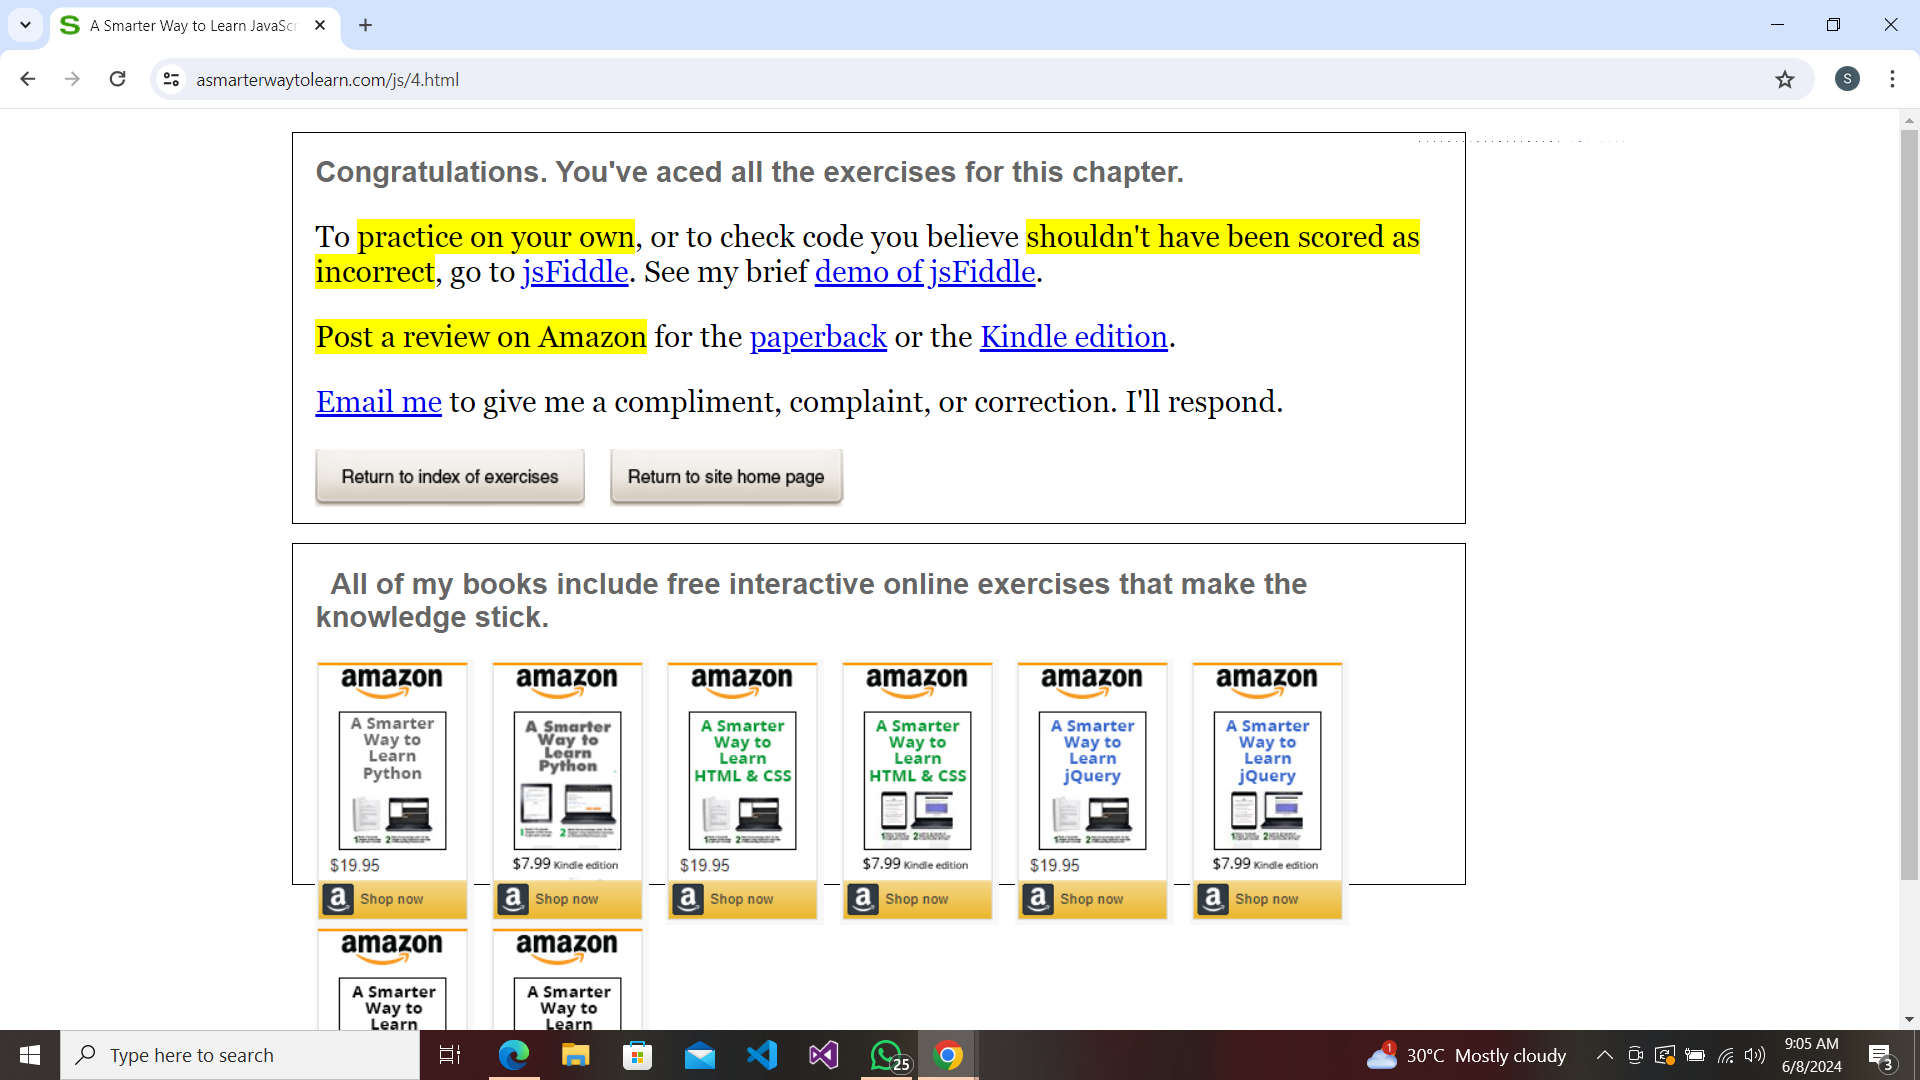 A Smarter Way to Learn JavaScr
asmarterwaytolearn.com/js/4.html
S
Congratulations. You've aced all the exercises for this chapter.
To practice on your own, or to check code you believe shouldn't have been scored as
incorrect, go to jsFiddle. See my brief demo of jsFiddle.
Post a review on Amazon for the paperback or the Kindle edition.
Email me to give me a compliment, complaint, or correction. I'll respond.
Return to index of exercises Return to site home page
All of my books include free interactive online exercises that make the
knowledge stick.
amazon amazon amazon amazon amazon amazon
A Smarter A Smarter A Smarter A Smarter A Smarter A Smarter
Way to Way to Way to Way to Way to Way to
Learn Learn Learn Learn Learn Learn
Python Python HTML & CSS HTML & CSS jQuery jQuery
$19.95 $7.99 Kindle edition $19.95 $7.99 Kindle edition $19.95 $7.99 Kindle edition
a Shop now a Shop now a Shop now a Shop now a Shop now a Shop now
amazon amazon
A Smarter A Smarter
Way to Way to
Learn Learn
Type here to search
25
1
30°C Mostly cloudy
9:05 AM
6/8/2024
3